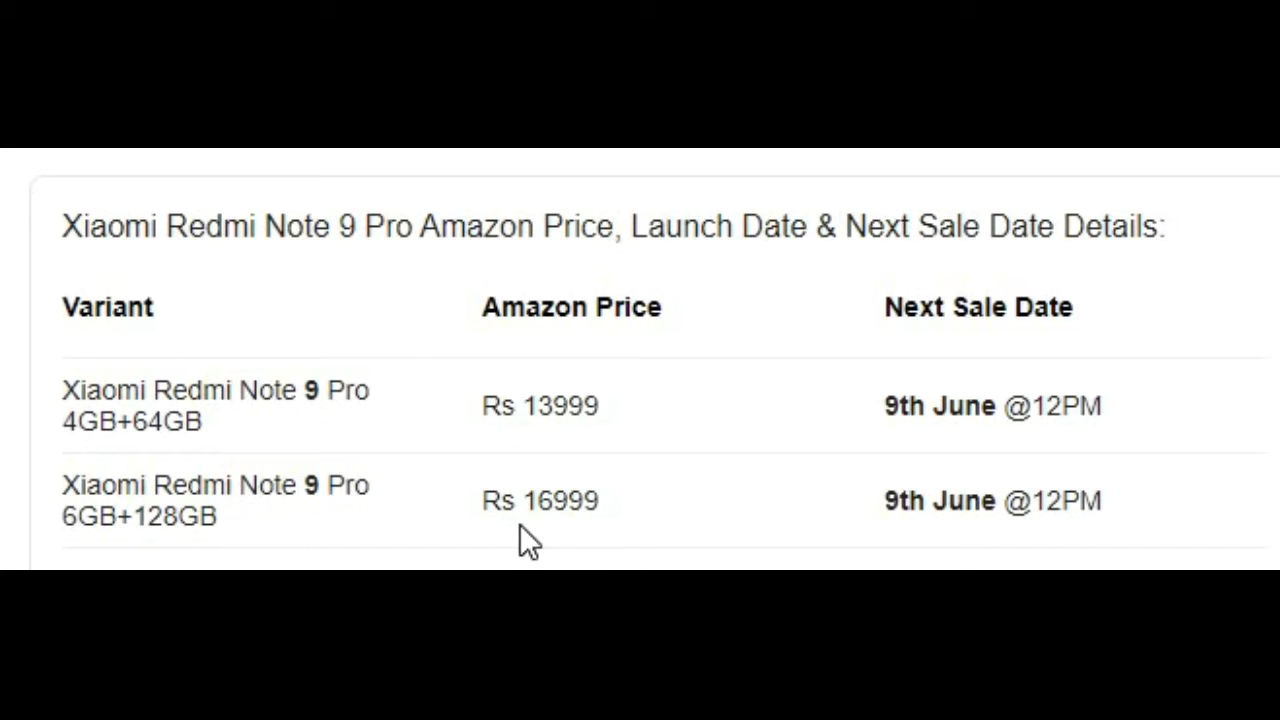 Xiaomi Redmi Note 9 Pro Amazon Price, Launch Date & Next Sale Date Details:
Variant Amazon Price Next Sale Date
Xiaomi Redmi Note 9 Pro
4GB+64GB
Rs 13999 9th June @12PM
Xiaomi Redmi Note 9 Pro
6GB+128GB
Rs 16999 9th June @12PM